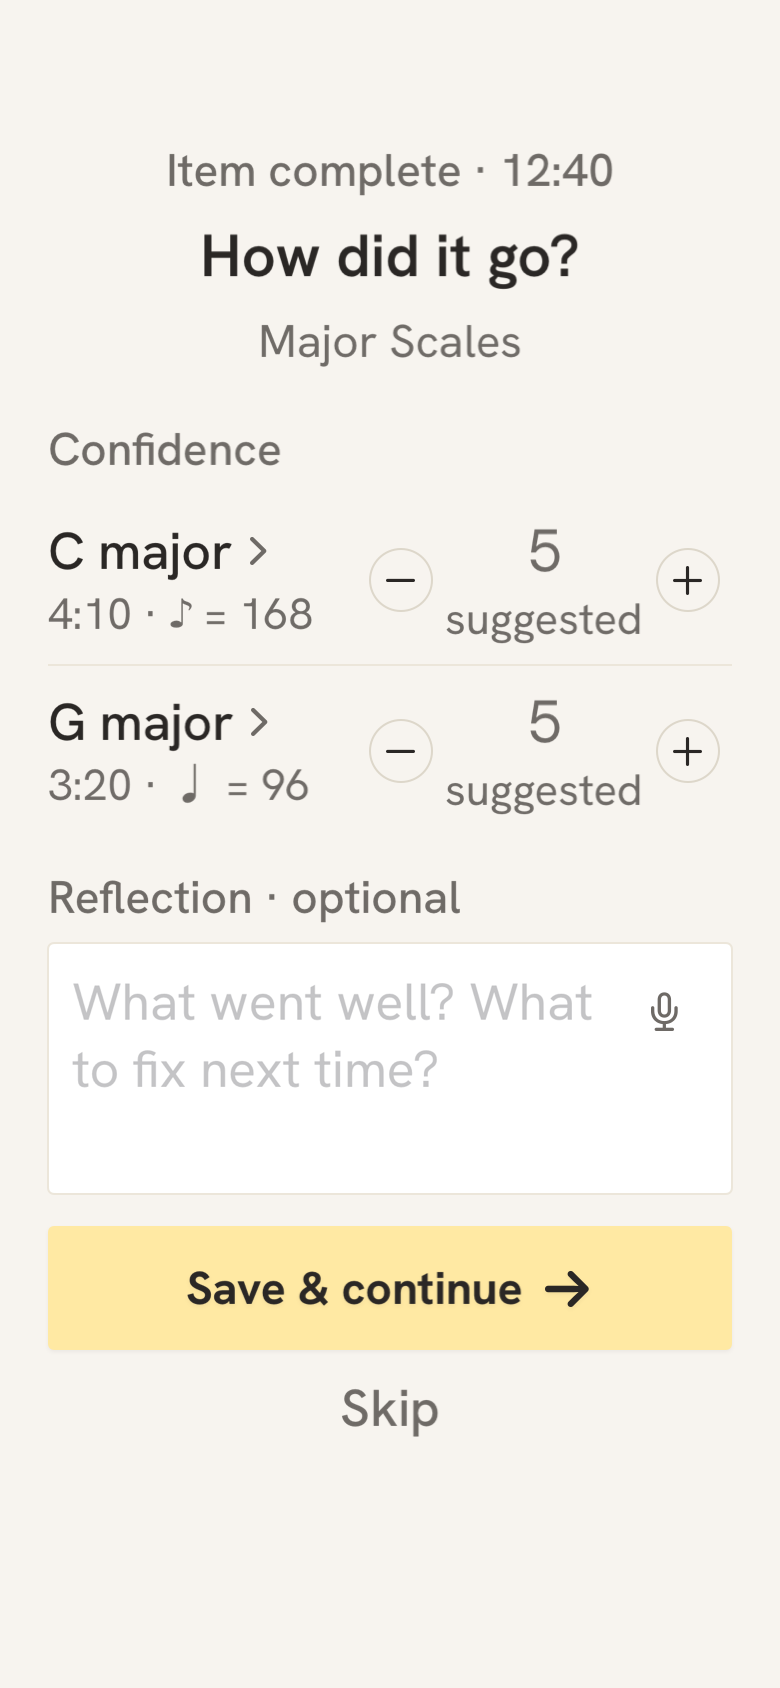 Item complete · 12:40
How did it go?
Major Scales
Confidence
C major
4:10 · ♪ = 168
5
suggested
G major
3:20 · ♩ = 96
5
suggested
Reflection · optional
What went well? What
to fix next time?
Save & continue →
Skip